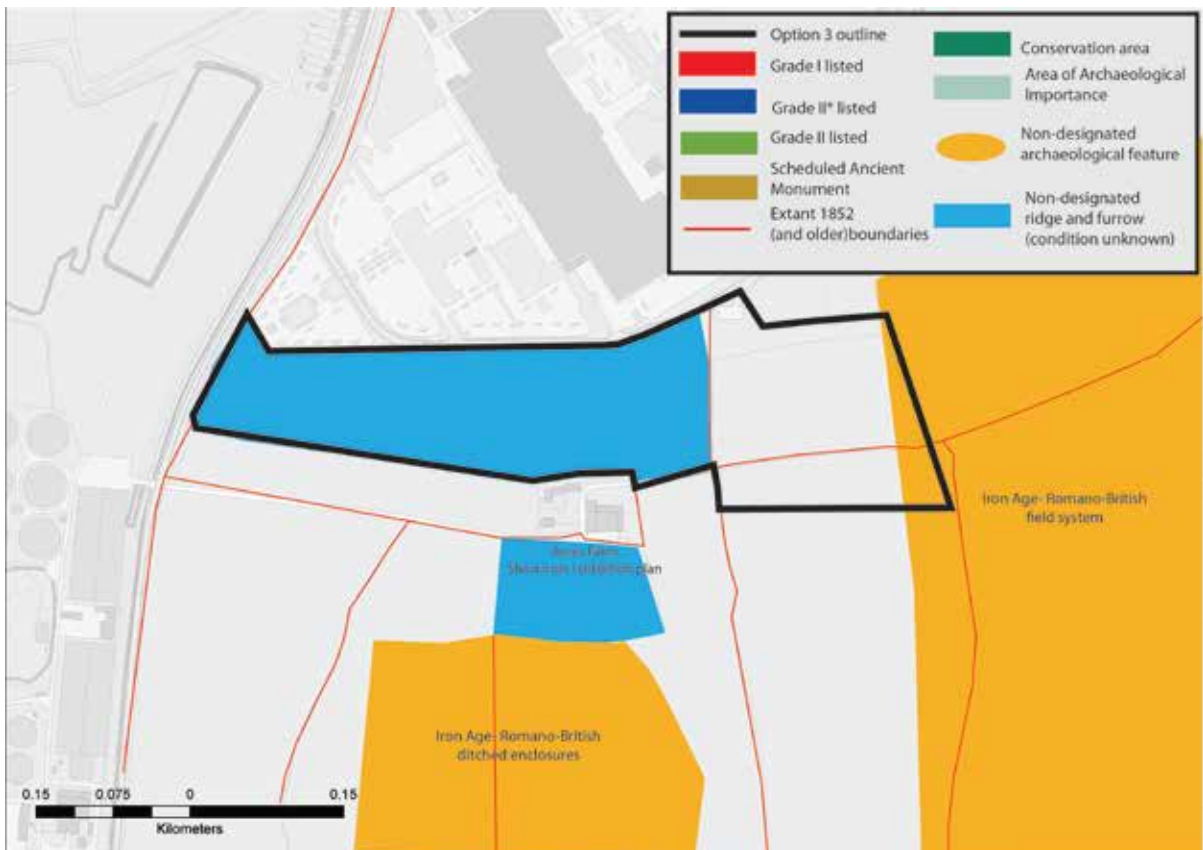 Option 3 outline
Grade I listed
Grade II* listed
Grade II listed
Scheduled Ancient
Monument
Extant 1852
(and older)boundaries
Conservation area
Area of Archaeological
Importance
Non-designated
archaeological feature
Non-designated
ridge and furrow
(condition unknown)
Iron Age- Romano-British
field system
Farm
plan
Iron Age- Romano-British
ditched enclosures
0.15 0.075 0 0.15
Kilometers